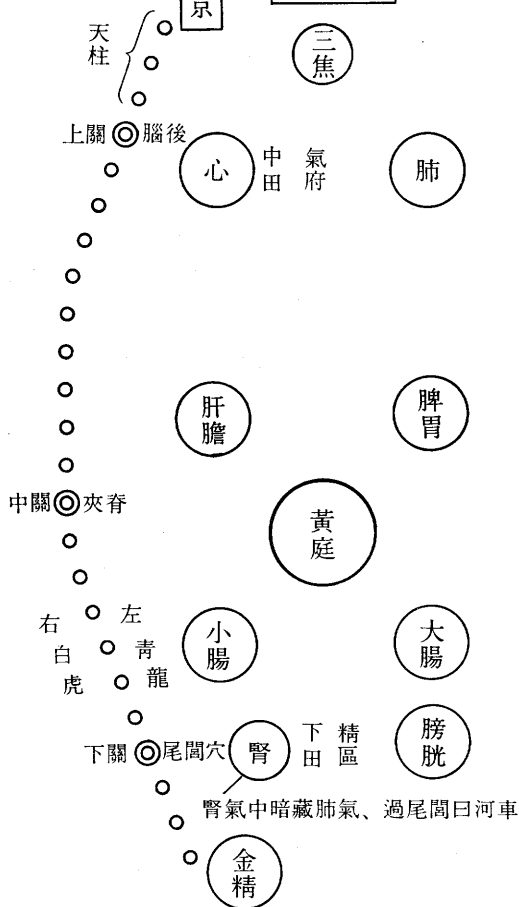 京
天柱
三焦
上關
腦後
心
中田
氣府
肺
肝膽
脾胃
中關
夾脊
黃庭
右白虎
左青龍
小腸
大腸
下關
尾閭穴
腎
下田
精區
膀胱
腎氣中暗藏肺氣、過尾閭曰河車
金精